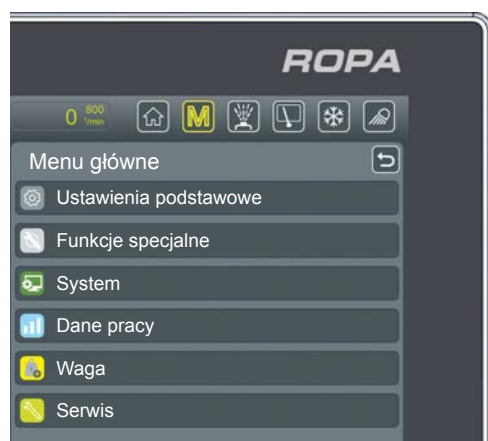 ROPA
0 800 ¹/min M
Menu główne
Ustawienia podstawowe
Funkcje specjalne
System
Dane pracy
Waga
Serwis